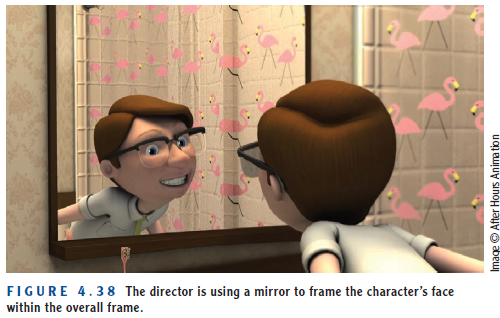 FIGURE 4.38 The director is using a mirror to frame the character's face
within the overall frame.
Image © After Hours Animation